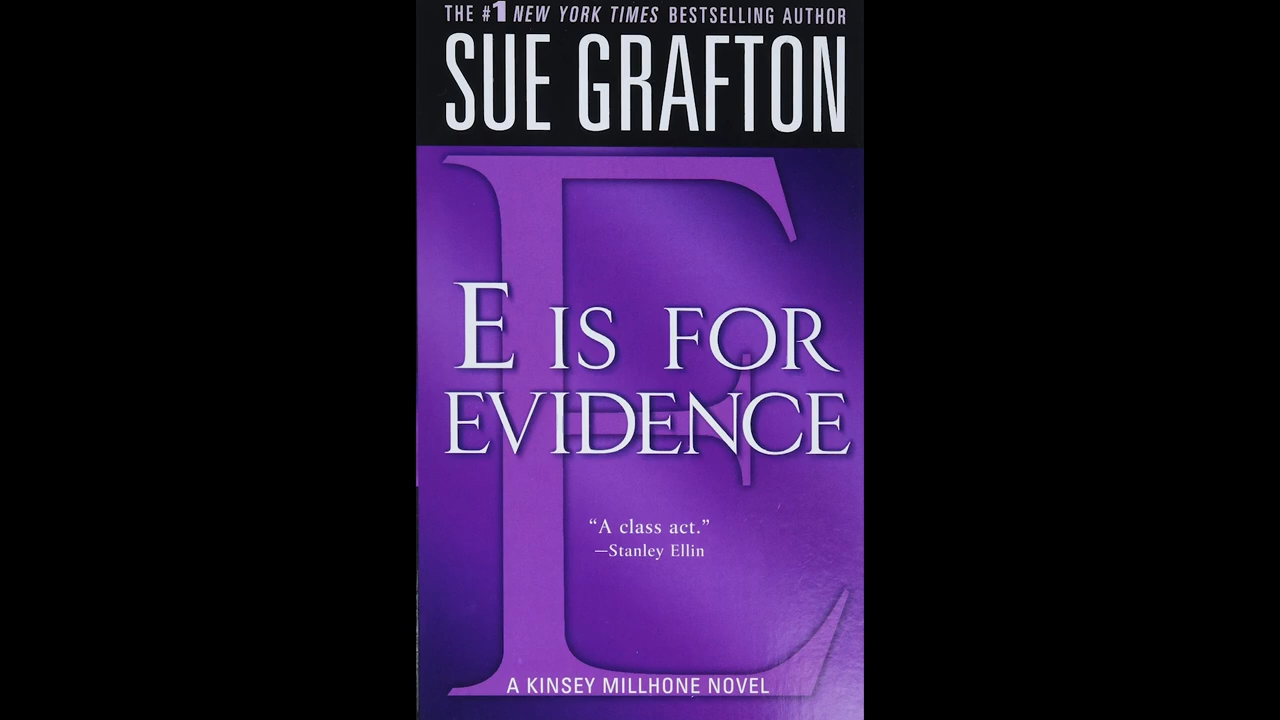 THE #1 NEW YORK TIMES BESTSELLING AUTHOR
SUE GRAFTON
E IS FOR
EVIDENCE
“A class act.”
—Stanley Ellin
A KINSEY MILLHONE NOVEL